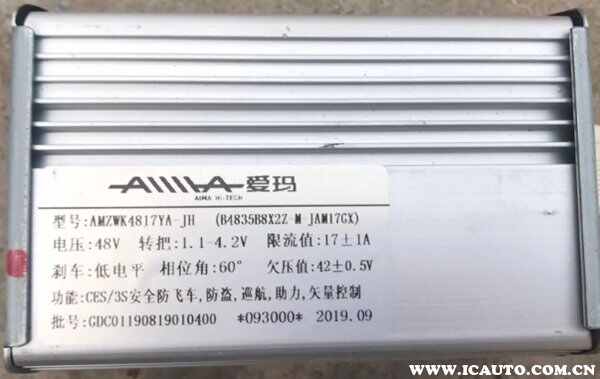 AIMA 爱玛
AIMA HI-TECH
型号:AMZWK4817YA-JH (B4835B8X2Z-M-JAM17GX)
电压:48V 转把:1.1-4.2V 限流值:17±1A
刹车:低电平 相位角:60° 欠压值:42±0.5V
功能:CES/3S安全防飞车,防盗,巡航,助力,矢量控制
批号:GDC01190819010400 *093000* 2019.09
www.icauto.com.cn